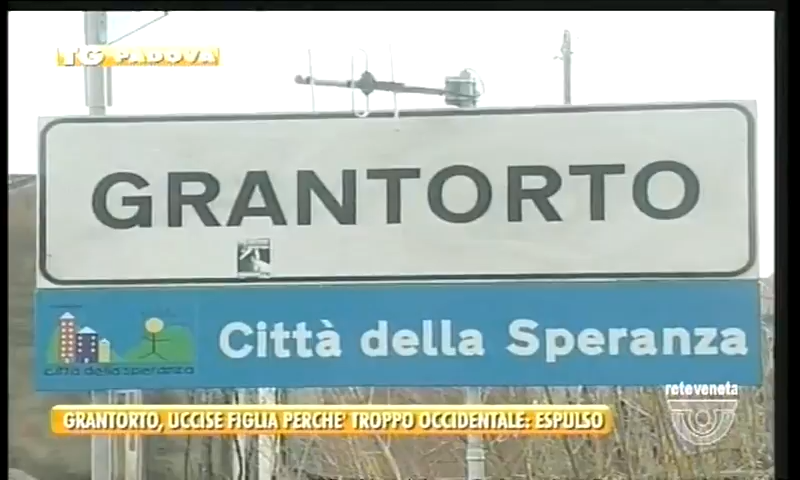 TG PADOVA
GRANTORTO
Città della Speranza
città della speranza
GRANTORTO, UCCISE FIGLIA PERCHE' TROPPO OCCIDENTALE: ESPULSO
reteveneta